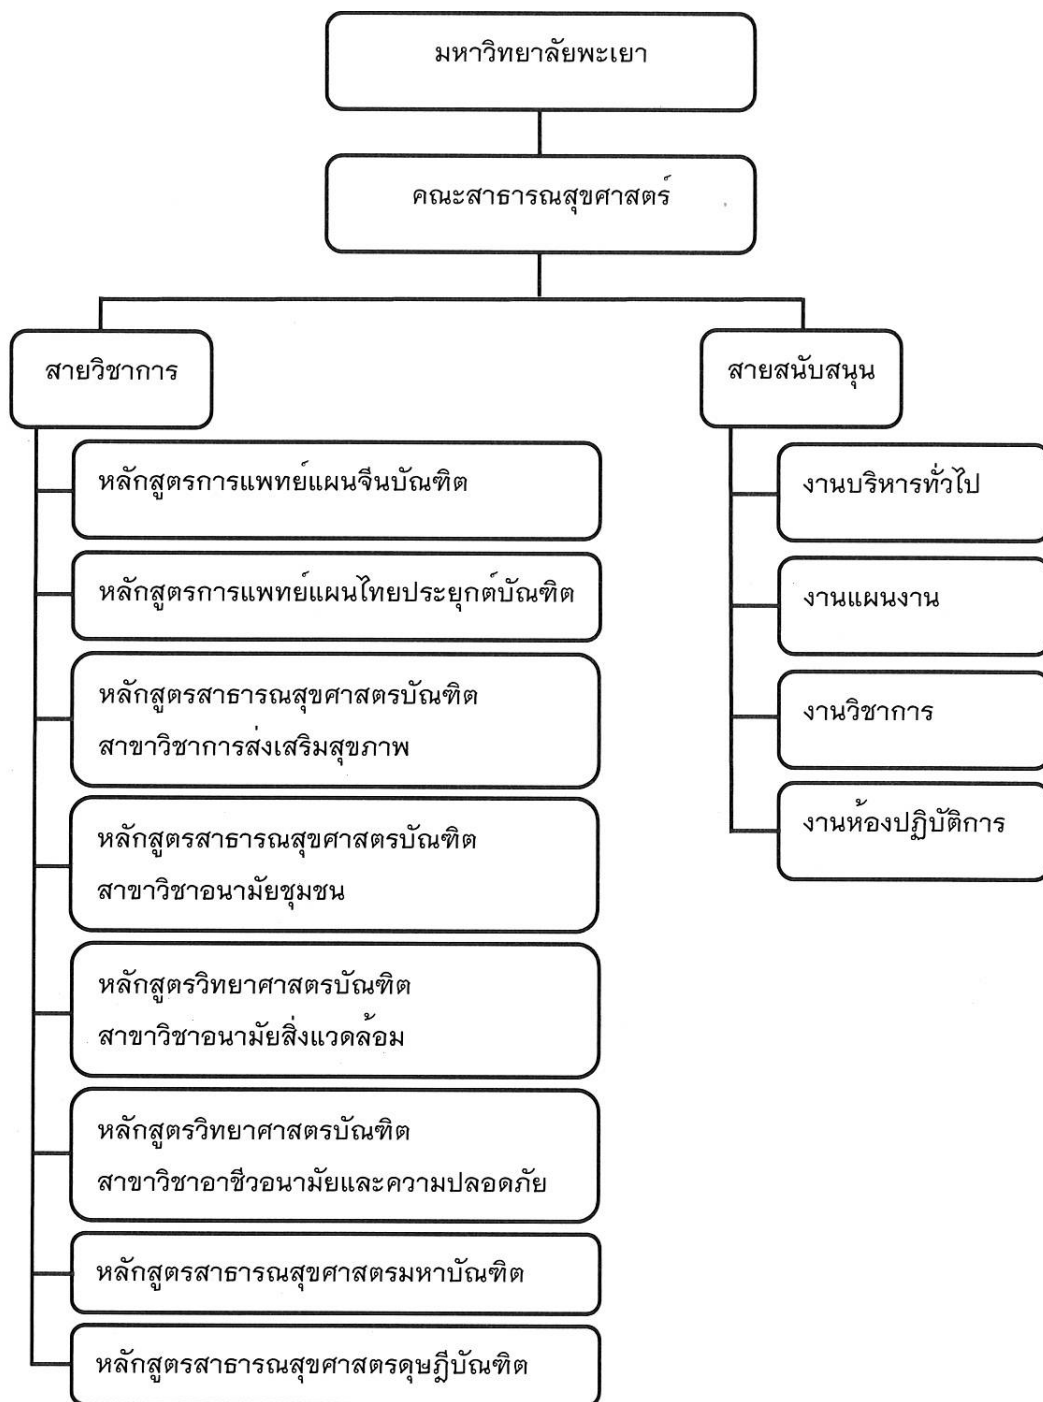 มหาวิทยาลัยพะเยา
คณะสาธารณสุขศาสตร์
สายวิชาการ
หลักสูตรการแพทย์แผนจีนบัณฑิต
หลักสูตรการแพทย์แผนไทยประยุกต์บัณฑิต
หลักสูตรสาธารณสุขศาสตรบัณฑิต
สาขาวิชาการส่งเสริมสุขภาพ
หลักสูตรสาธารณสุขศาสตรบัณฑิต
สาขาวิชาอนามัยชุมชน
หลักสูตรวิทยาศาสตรบัณฑิต
สาขาวิชาอนามัยสิ่งแวดล้อม
หลักสูตรวิทยาศาสตรบัณฑิต
สาขาวิชาอาชีวอนามัยและความปลอดภัย
หลักสูตรสาธารณสุขศาสตรมหาบัณฑิต
หลักสูตรสาธารณสุขศาสตรดุษฎีบัณฑิต
สายสนับสนุน
งานบริหารทั่วไป
งานแผนงาน
งานวิชาการ
งานห้องปฏิบัติการ